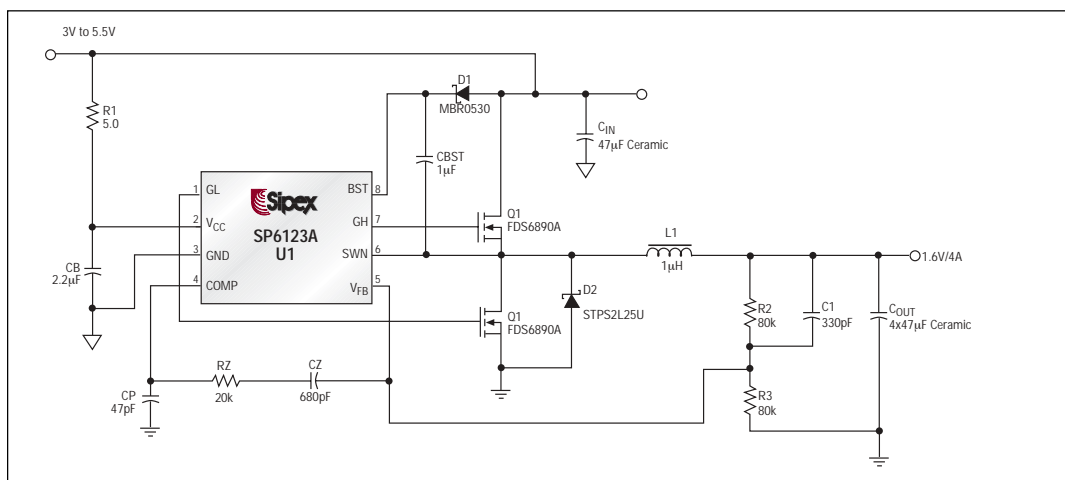 3V to 5.5V
R1
5.0
D1
MBR0530
CIN
47µF Ceramic
CBST
1µF
1 GL
BST 8
Sipex
Q1
FDS6890A
GH 7
2 VCC
SP6123A
U1
SWN 6
3 GND
L1
1µH
1.6V/4A
CB
2.2µF
4 COMP
VFB 5
D2
STPS2L25U
R2
80k
C1
330pF
COUT
4x47µF Ceramic
Q1
FDS6890A
CP
47pF
RZ
20k
CZ
680pF
R3
80k